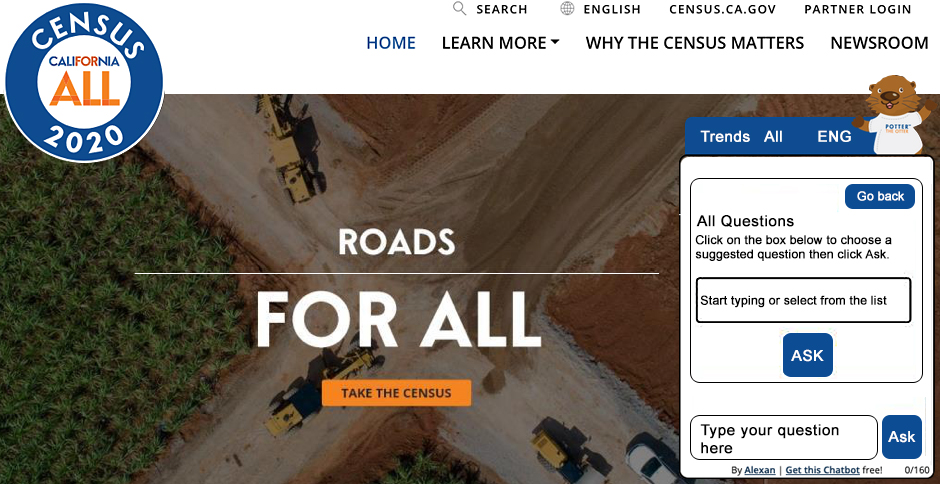 SEARCH
ENGLISH
CENSUS.CA.GOV
PARTNER LOGIN
CENSUS
CALIFORNIA
ALL
2020
HOME
LEARN MORE
WHY THE CENSUS MATTERS
NEWSROOM
POTTER
THE OTTER
Trends
All
ENG
Go back
All Questions
Click on the box below to choose a
suggested question then click Ask.
Start typing or select from the list
ASK
Type your question
here
Ask
By Alexan | Get this Chatbot free!
0/160
ROADS
FOR ALL
TAKE THE CENSUS